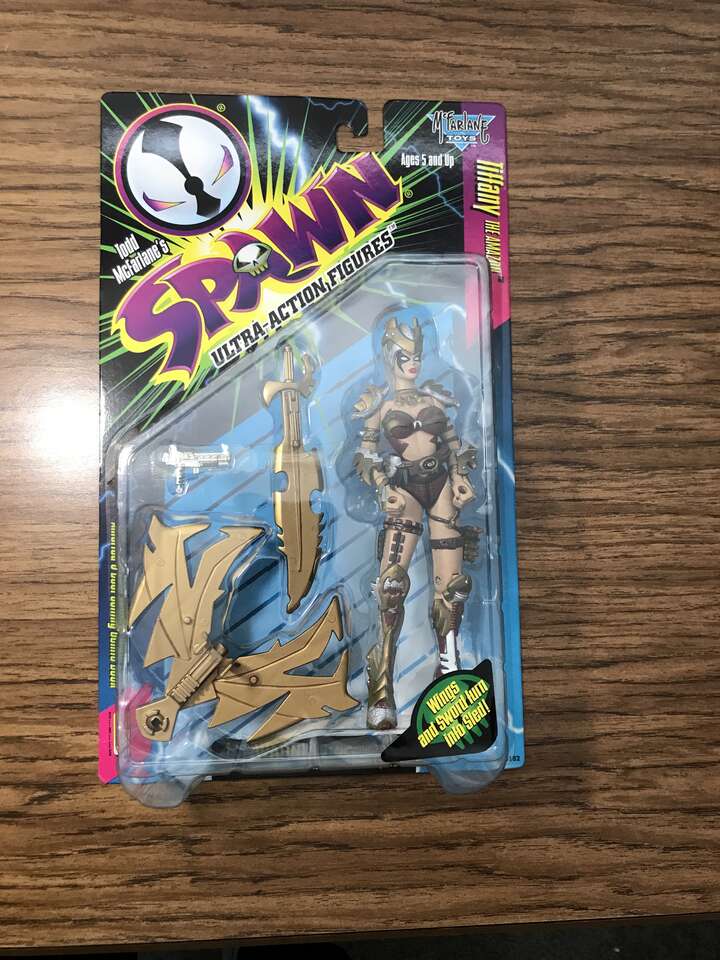 McFARLANE
TOYS
Ages 5 and Up
Tiffany THE AMAZON
Todd
McFarlane's
SPAWN
ULTRA-ACTION FIGURES™
Wings
and Sword turn
into Sled!